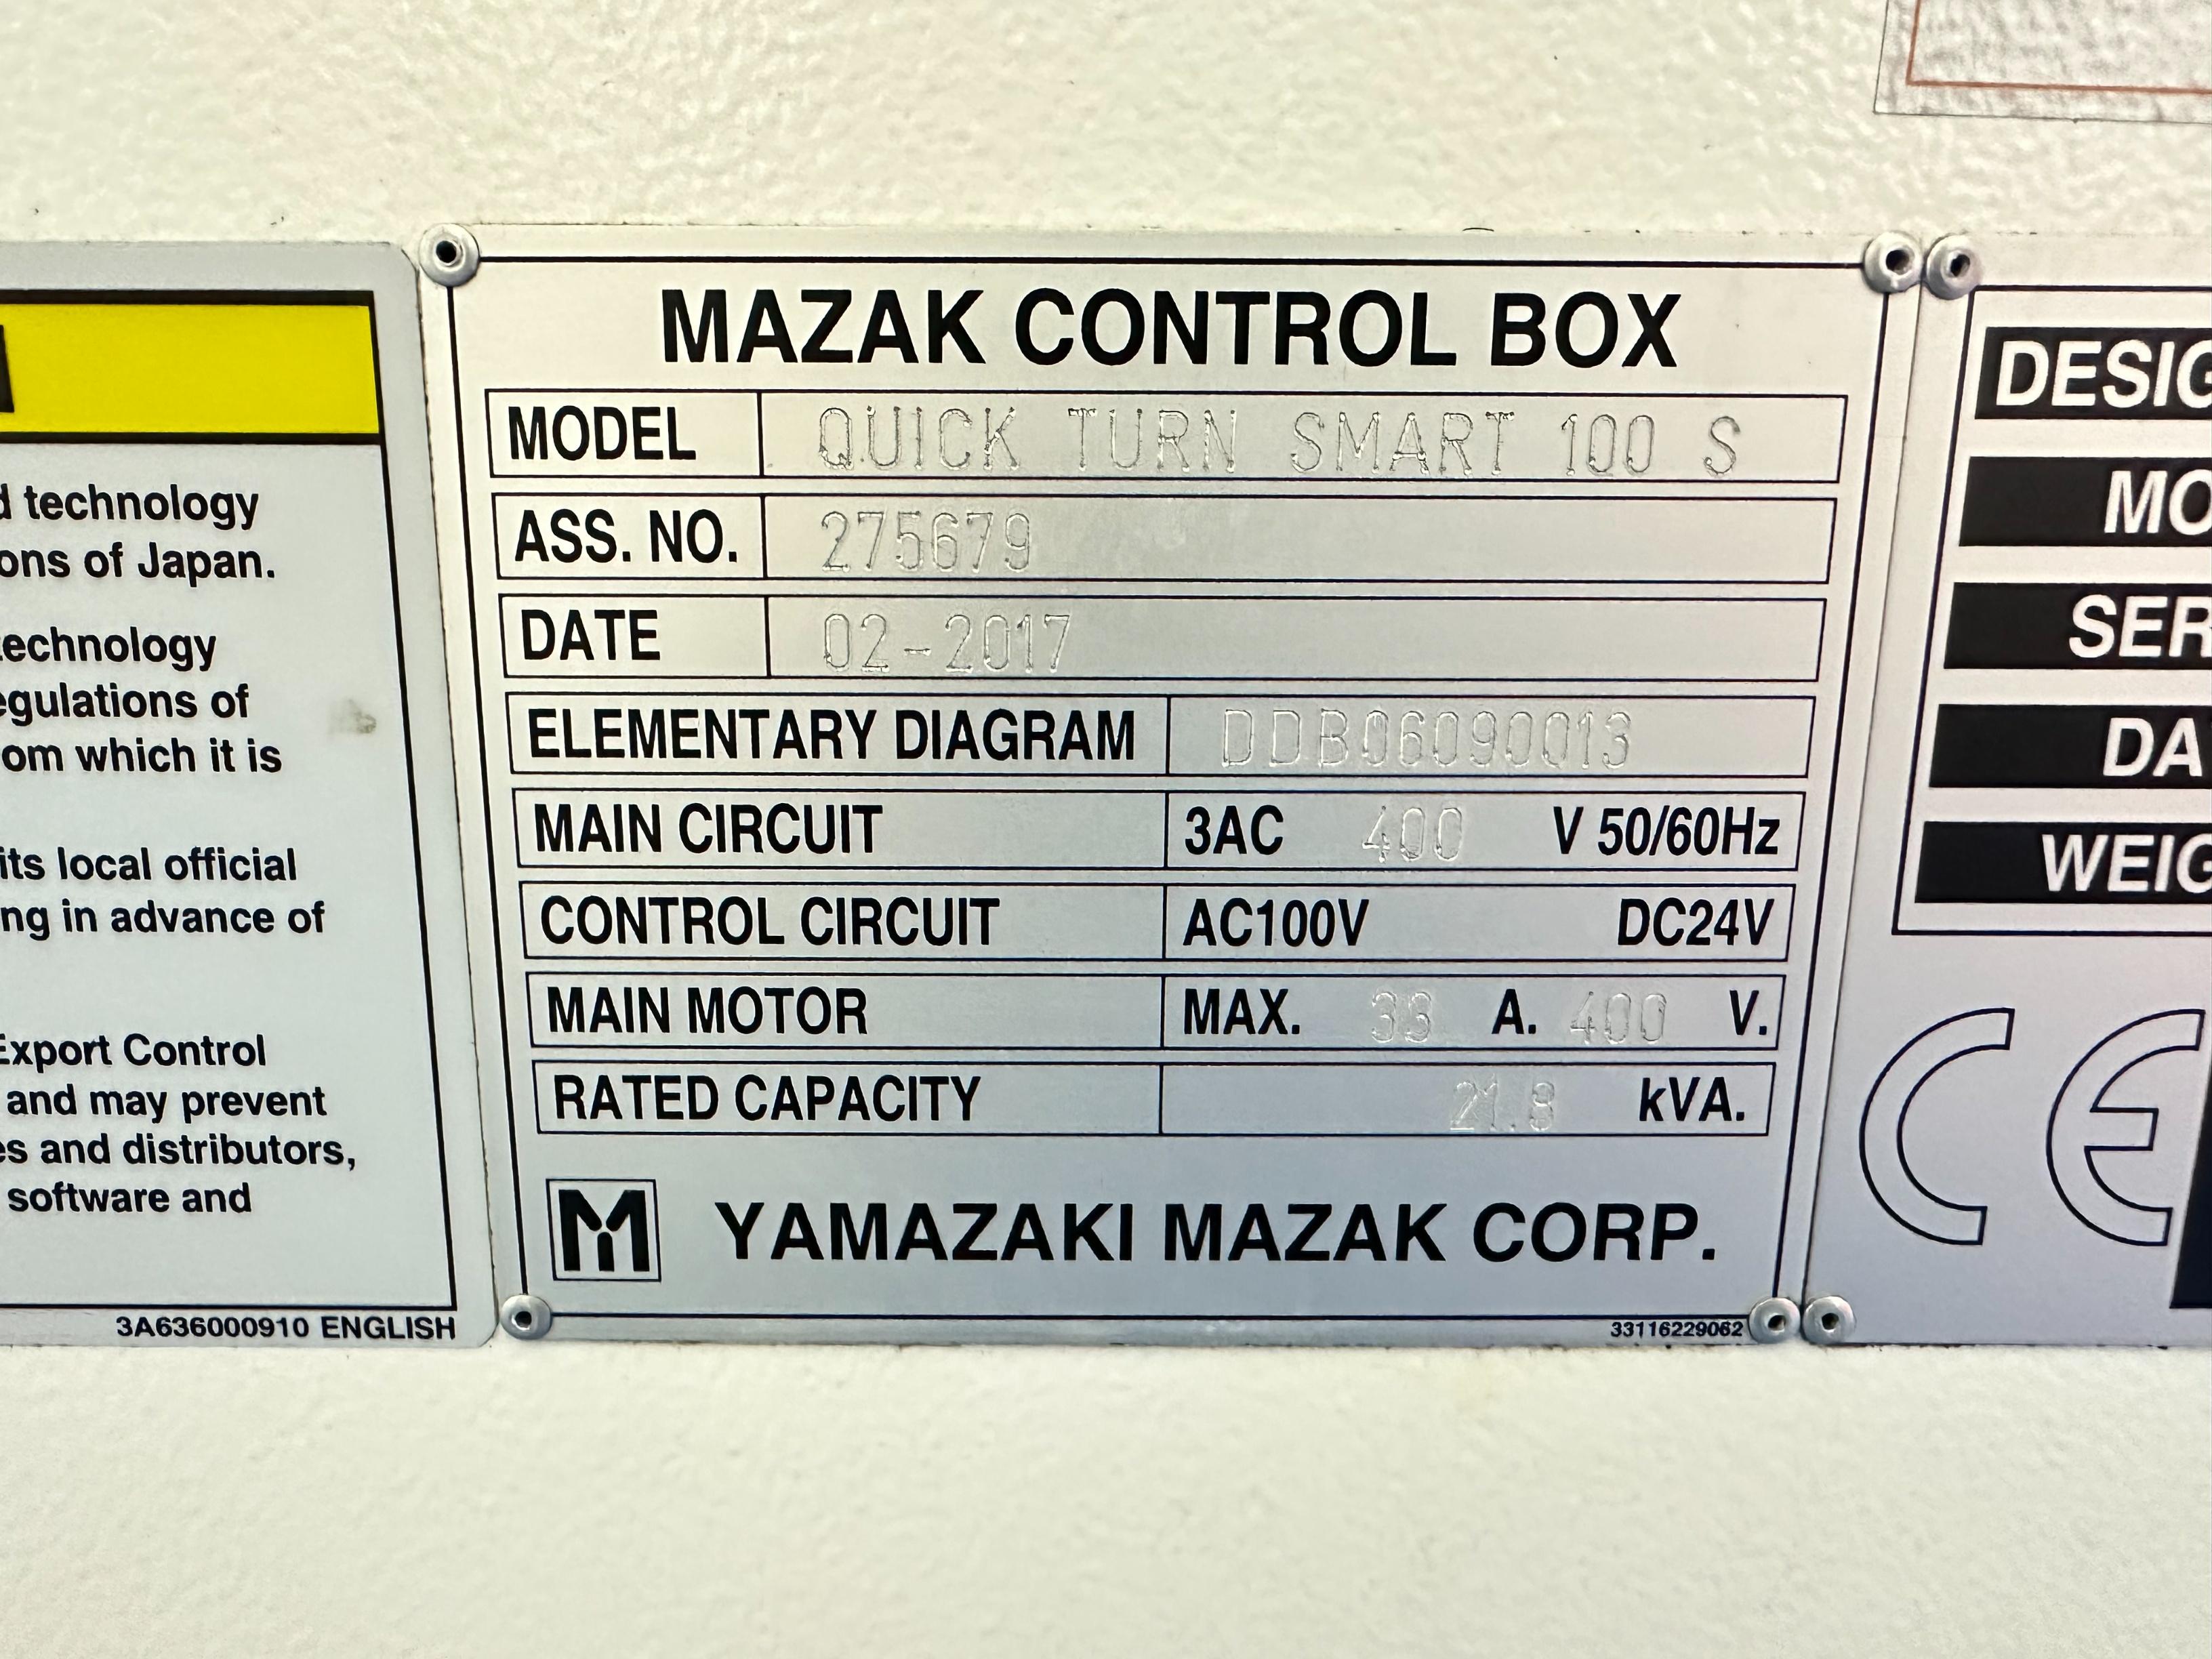 d technology
ons of Japan.
technology
egulations of
om which it is
its local official
ng in advance of
Export Control
and may prevent
es and distributors,
software and
3A636000910 ENGLISH
MAZAK CONTROL BOX
MODEL QUICK TURN SMART 100 S
ASS. NO. 275679
DATE 02-2017
ELEMENTARY DIAGRAM DDB06090013
MAIN CIRCUIT 3AC 400 V 50/60Hz
CONTROL CIRCUIT AC100V DC24V
MAIN MOTOR MAX. 33 A. 400 V.
RATED CAPACITY 21.8 kVA.
M YAMAZAKI MAZAK CORP.
33116229062
DESIG
MO
SER
DA
WEIG
CE